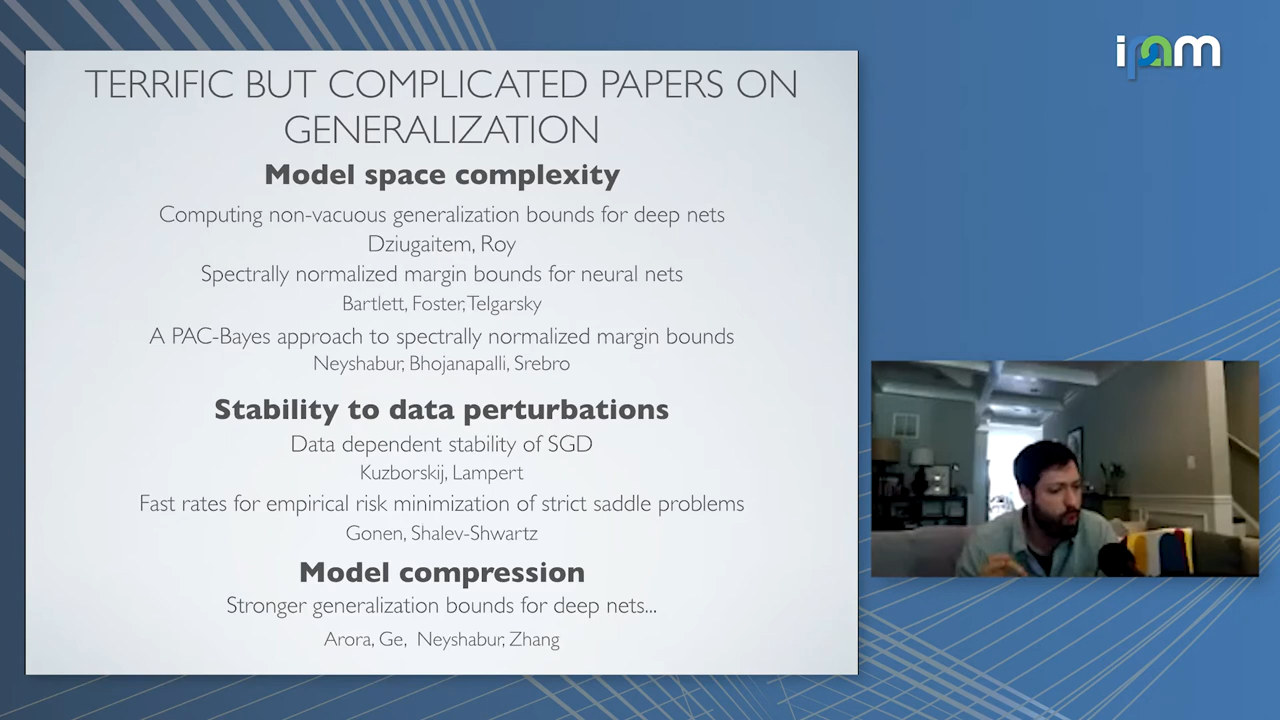 ipam
TERRIFIC BUT COMPLICATED PAPERS ON
GENERALIZATION
Model space complexity
Computing non-vacuous generalization bounds for deep nets
Dziugaitem, Roy
Spectrally normalized margin bounds for neural nets
Bartlett, Foster, Telgarsky
A PAC-Bayes approach to spectrally normalized margin bounds
Neyshabur, Bhojanapalli, Srebro
Stability to data perturbations
Data dependent stability of SGD
Kuzborskij, Lampert
Fast rates for empirical risk minimization of strict saddle problems
Gonen, Shalev-Shwartz
Model compression
Stronger generalization bounds for deep nets...
Arora, Ge, Neyshabur, Zhang